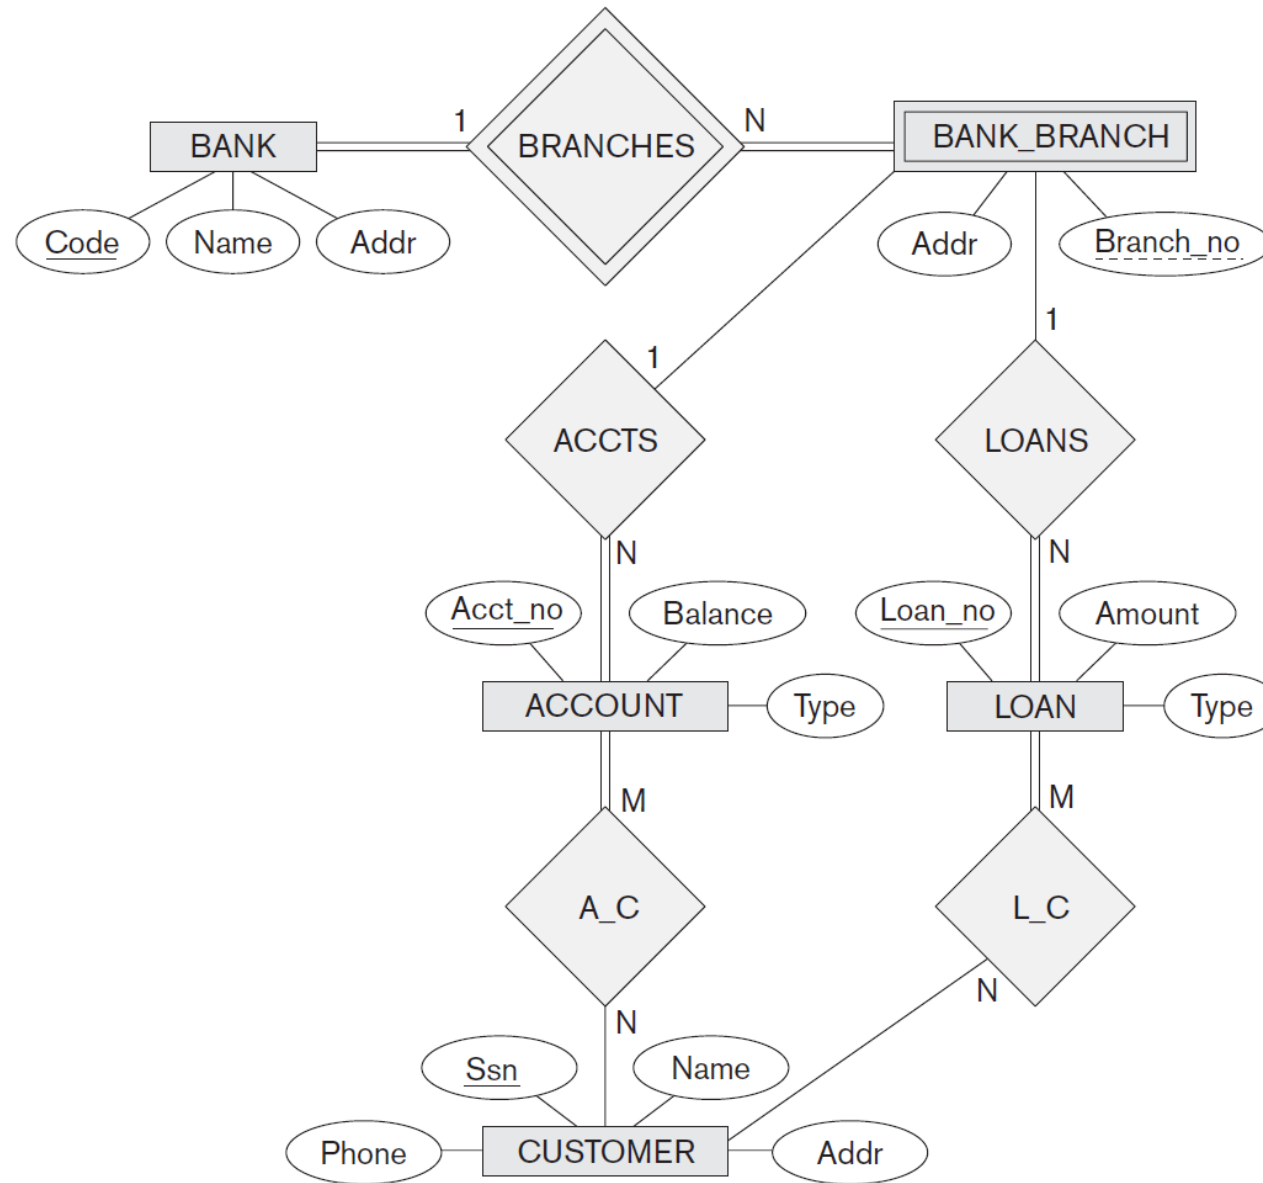 1
N
BANK
BRANCHES
BANK_BRANCH
Code
Name
Addr
Addr
Branch_no
1
1
ACCTS
LOANS
N
N
Acct_no
Balance
Loan_no
Amount
ACCOUNT
Type
LOAN
Type
M
M
A_C
L_C
N
N
Ssn
Name
Phone
CUSTOMER
Addr